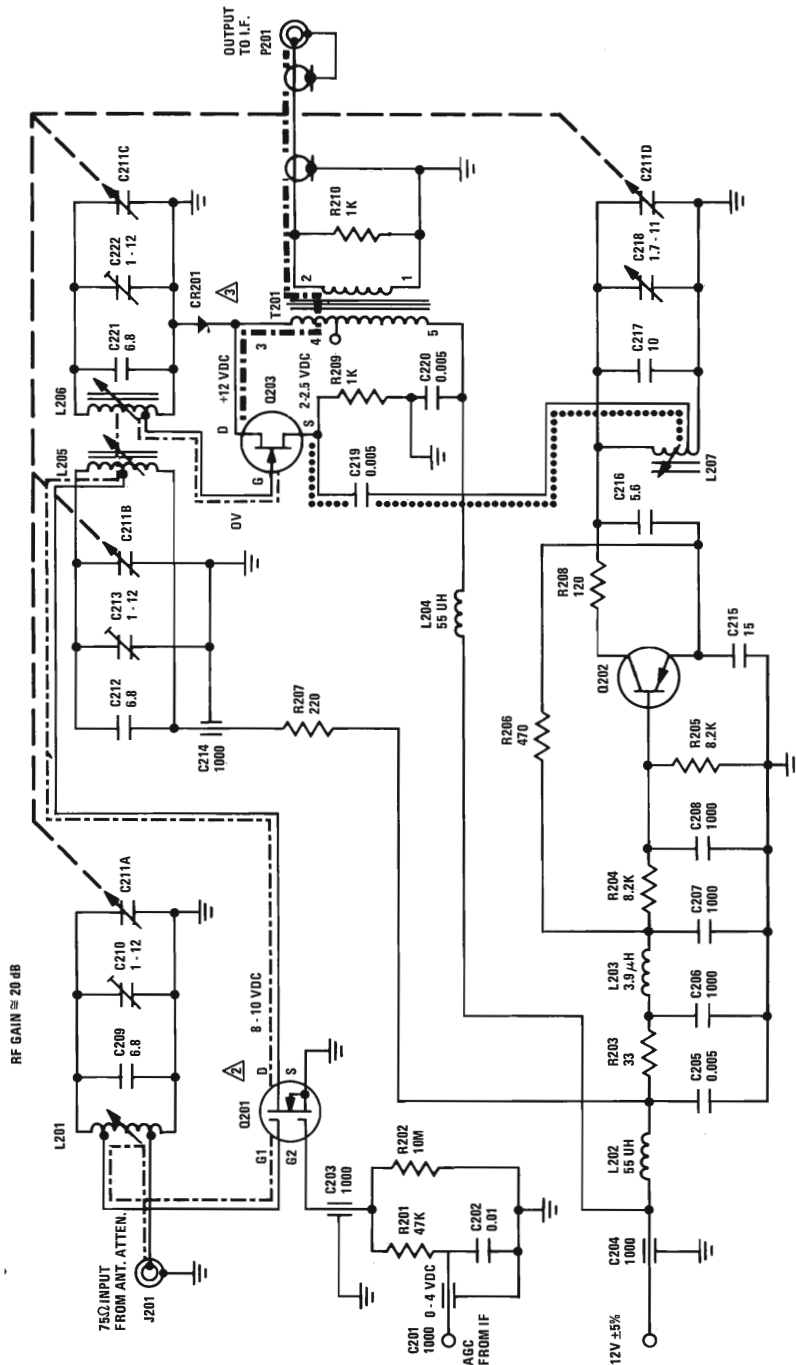 RF GAIN ≅ 20 dB
75Ω INPUT
FROM ANT. ATTEN.
J201
L201
C209
6.8
C210
1 - 12
C211A
G1
G2
Q201
2
D
S
8 - 10 VDC
C203
1000
R201
47K
R202
10M
C202
0.01
C201
1000
0 - 4 VDC
AGC
FROM IF
C212
6.8
C213
1 - 12
C211B
C214
1000
R207
220
L205
L206
C221
6.8
C222
1 - 12
C211C
CR201
3
+12 VDC
D
G
S
Q203
0V
2-2.5 VDC
T201
3
4
5
2
1
R209
1K
R210
1K
OUTPUT
TO I.F.
P201
C219
0.005
C220
0.005
L204
55 UH
12V ±5%
C204
1000
L202
55 UH
C205
0.005
R203
33
C206
1000
L203
3.9 μH
C207
1000
R204
8.2K
C208
1000
R205
8.2K
R206
470
Q202
R208
120
C215
15
C216
5.6
L207
C217
10
C218
1.7 - 11
C211D